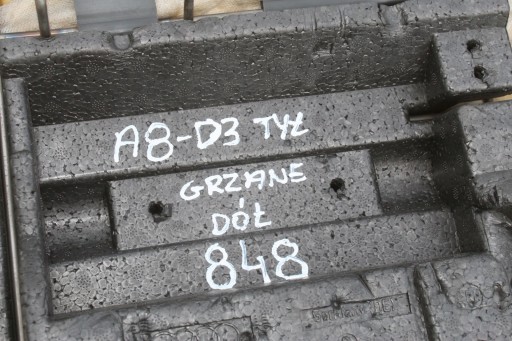 A8-D3 TYŁ
GRZANE
DÓŁ
848